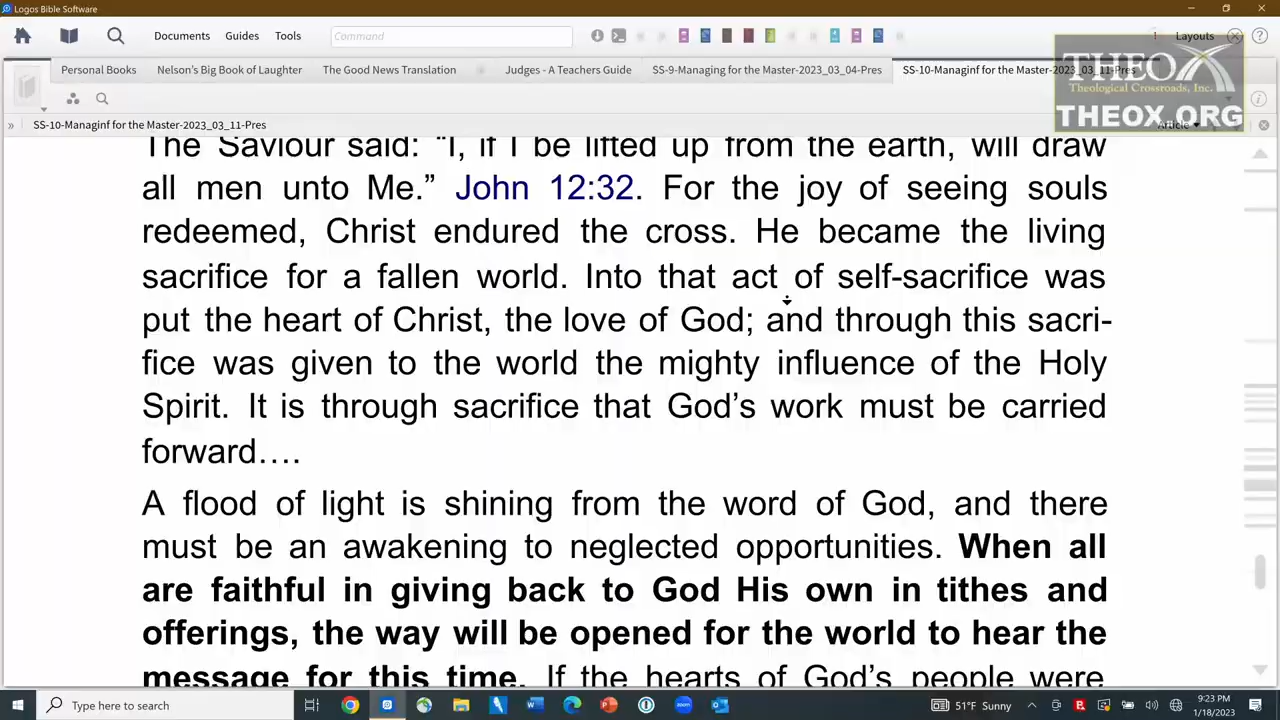 Logos Bible Software
Documents Guides Tools Command Layouts
Personal Books Nelson's Big Book of Laughter The Judges - A Teachers Guide SS-9-Managing for the Master-2023_03_04-Pres SS-10-Managinf for the Master-2023_03_11-Pres
THEOX
Theological Crossroads, Inc.
THEOX.ORG
SS-10-Managinf for the Master-2023_03_11-Pres Article
The Saviour said: “I, if I be lifted up from the earth, will draw
all men unto Me.” John 12:32. For the joy of seeing souls
redeemed, Christ endured the cross. He became the living
sacrifice for a fallen world. Into that act of self-sacrifice was
put the heart of Christ, the love of God; and through this sacri-
fice was given to the world the mighty influence of the Holy
Spirit. It is through sacrifice that God’s work must be carried
forward….
A flood of light is shining from the word of God, and there
must be an awakening to neglected opportunities. When all
are faithful in giving back to God His own in tithes and
offerings, the way will be opened for the world to hear the
message for this time. If the hearts of God’s people were
Type here to search
51°F Sunny
9:23 PM
1/18/2023